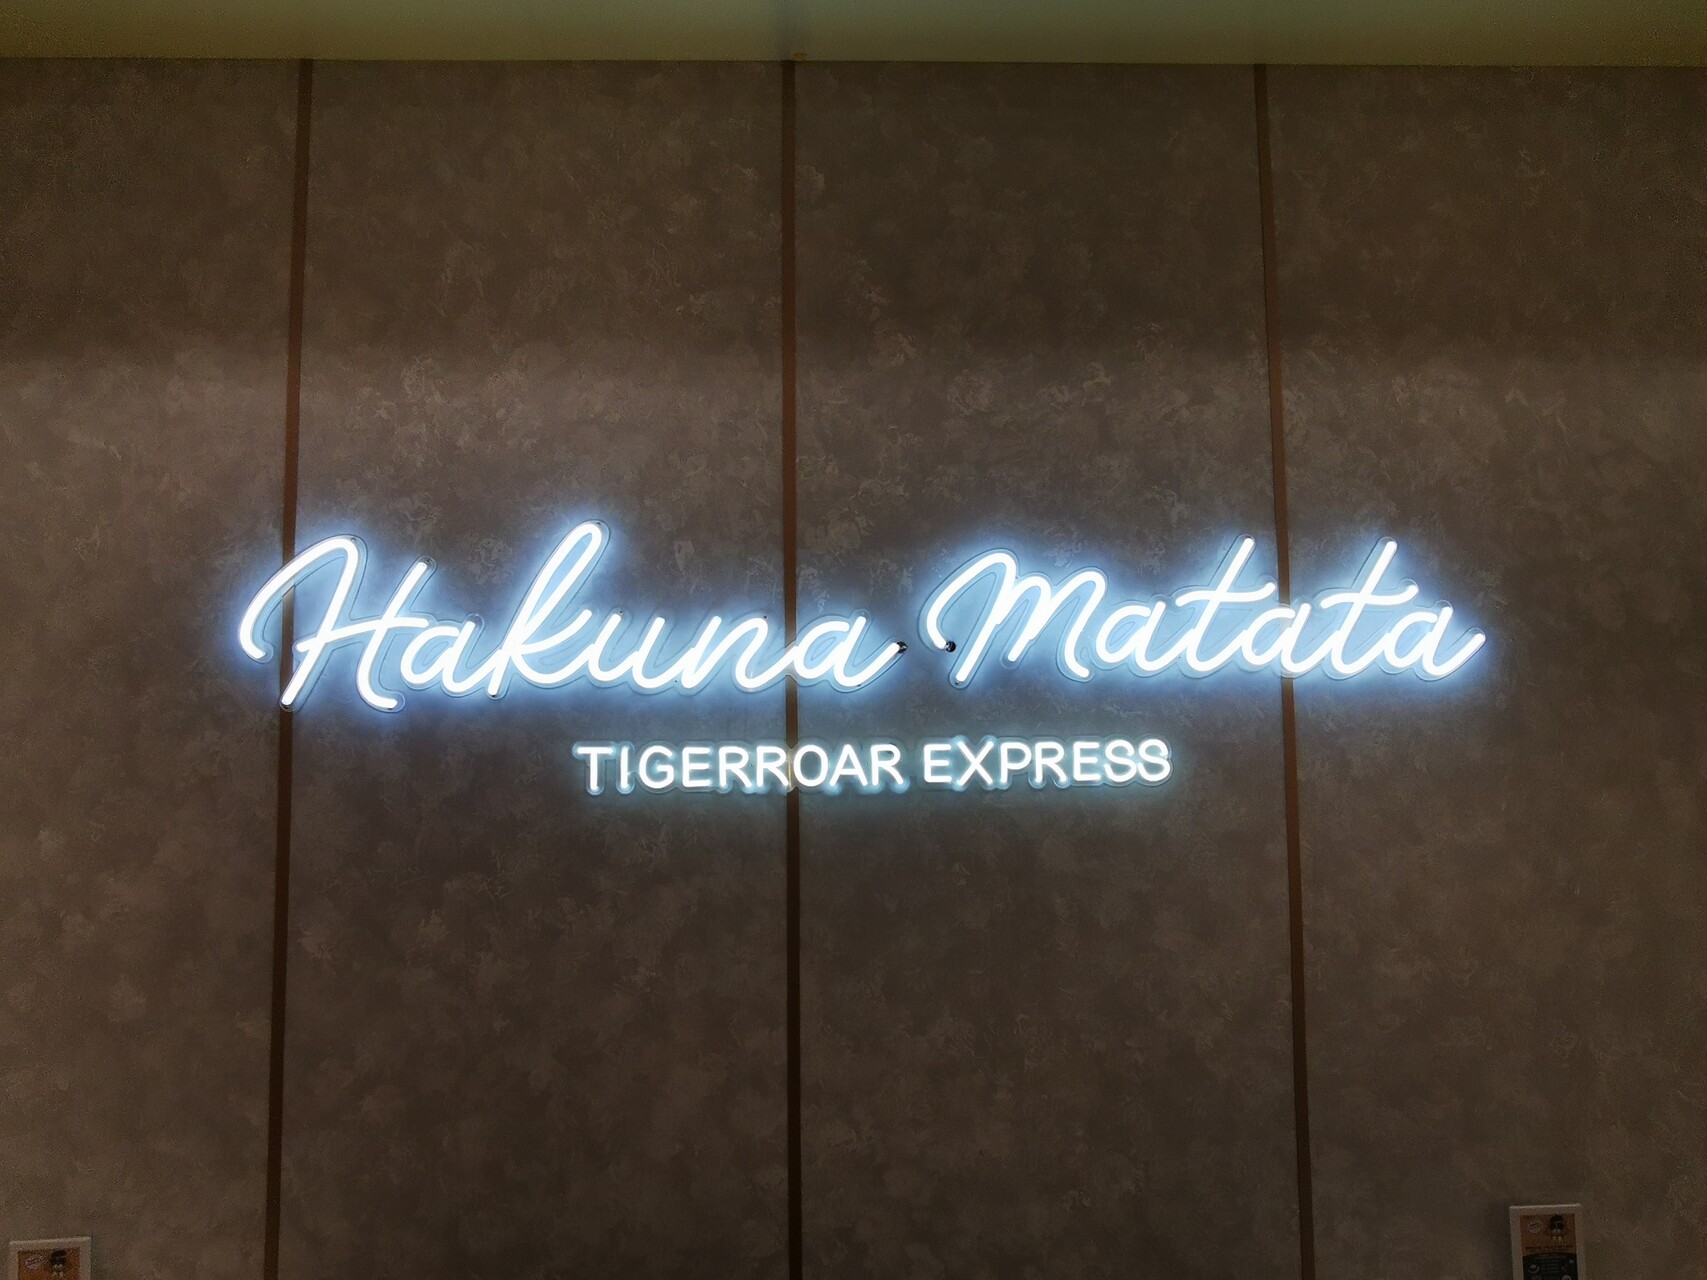 Hakuna Matata
TIGERROAR EXPRESS